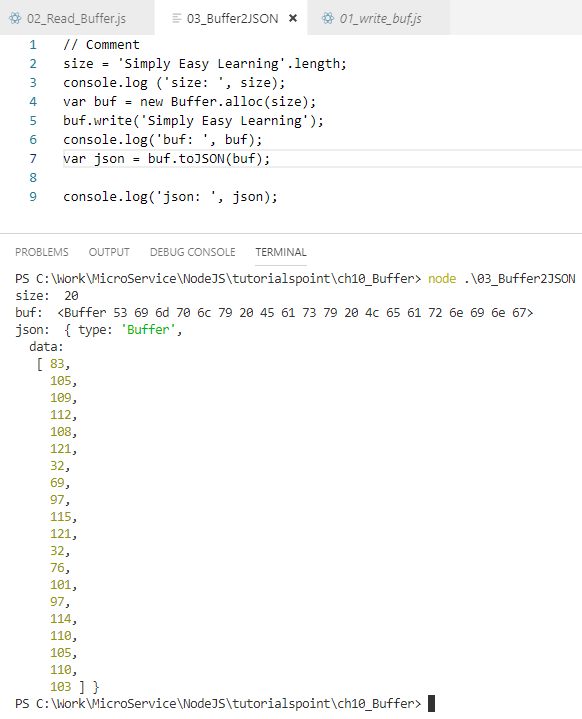 02_Read_Buffer.js 03_Buffer2JSON × 01_write_buf.js
1 // Comment
2 size = 'Simply Easy Learning'.length;
3 console.log ('size: ', size);
4 var buf = new Buffer.alloc(size);
5 buf.write('Simply Easy Learning');
6 console.log('buf: ', buf);
7 var json = buf.toJSON(buf);
8
9 console.log('json: ', json);
PROBLEMS OUTPUT DEBUG CONSOLE TERMINAL
PS C:\Work\MicroService\NodeJS\tutorialspoint\ch10_Buffer> node .\03_Buffer2JSON
size:  20
buf:  <Buffer 53 69 6d 70 6c 79 20 45 61 73 79 20 4c 65 61 72 6e 69 6e 67>
json:  { type: 'Buffer',
data:
[ 83,
105,
109,
112,
108,
121,
32,
69,
97,
115,
121,
32,
76,
101,
97,
114,
110,
105,
110,
103 ] }
PS C:\Work\MicroService\NodeJS\tutorialspoint\ch10_Buffer>